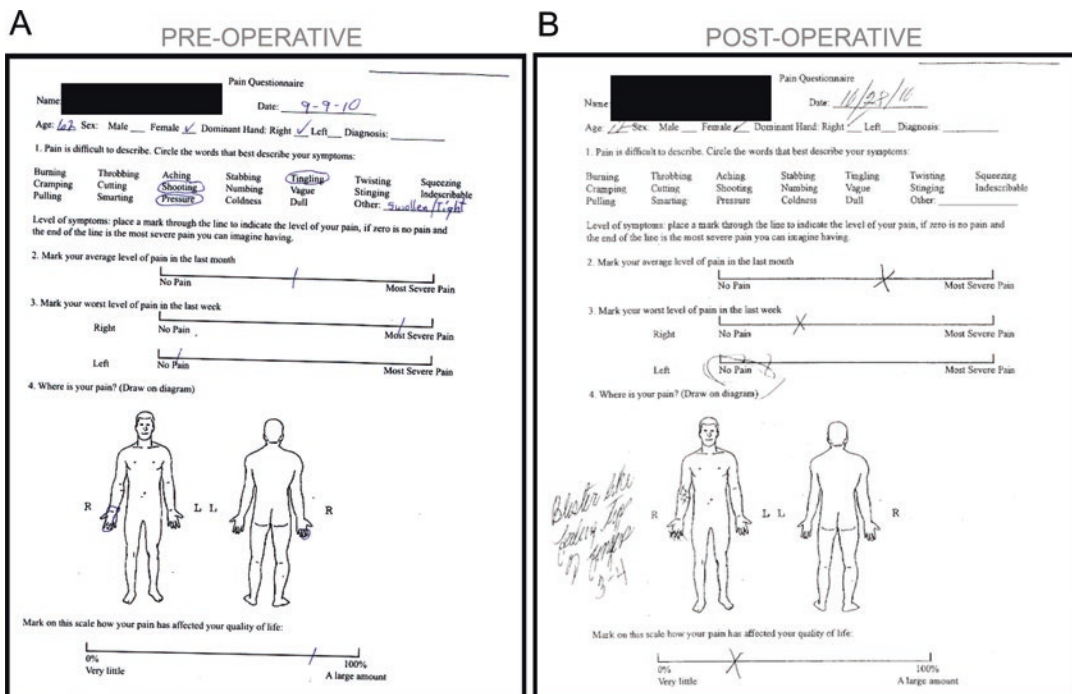 A
PRE-OPERATIVE
Pain Questionnaire
Name:
Date: 9-9-10
Age: 62 Sex: Male __ Female ✓ Dominant Hand: Right ✓ Left__ Diagnosis: ______
1. Pain is difficult to describe. Circle the words that best describe your symptoms:
Burning Throbbing Aching Stabbing Tingling Twisting Squeezing
Cramping Cutting Shooting Numbing Vague Stinging Indescribable
Pulling Smarting Pressure Coldness Dull Other: Swollen/Tight
Level of symptoms: place a mark through the line to indicate the level of your pain, if zero is no pain and
the end of the line is the most severe pain you can imagine having.
2. Mark your average level of pain in the last month
No Pain Most Severe Pain
3. Mark your worst level of pain in the last week
Right No Pain Most Severe Pain
Left No Pain Most Severe Pain
4. Where is your pain? (Draw on diagram)
R L L R
Mark on this scale how your pain has affected your quality of life:
0% 100%
Very little A large amount
B
POST-OPERATIVE
Pain Questionnaire
Name:
Date: 10/28/10
Age: Sex: Male __ Female ✓ Dominant Hand: Right ✓ Left__ Diagnosis: ______
1. Pain is difficult to describe. Circle the words that best describe your symptoms:
Burning Throbbing Aching Stabbing Tingling Twisting Squeezing
Cramping Cutting Shooting Numbing Vague Stinging Indescribable
Pulling Smarting Pressure Coldness Dull Other: ______
Level of symptoms: place a mark through the line to indicate the level of your pain, if zero is no pain and
the end of the line is the most severe pain you can imagine having.
2. Mark your average level of pain in the last month
No Pain Most Severe Pain
3. Mark your worst level of pain in the last week
Right No Pain Most Severe Pain
Left No Pain Most Severe Pain
4. Where is your pain? (Draw on diagram)
Blister like
feeling tip
of fingers
3-4
R L L R
Mark on this scale how your pain has affected your quality of life:
0% 100%
Very little A large amount